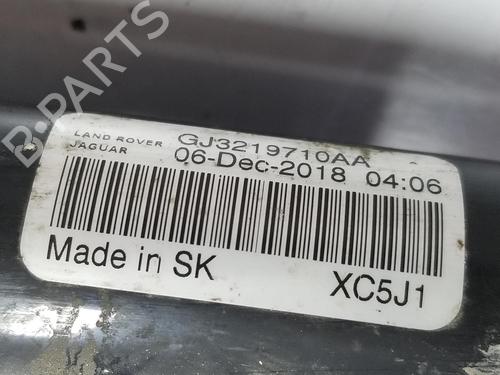 LAND ROVER GJ3219710AA
JAGUAR 06-Dec-2018 04:06
Made in SK XC5J1
B-PARTS